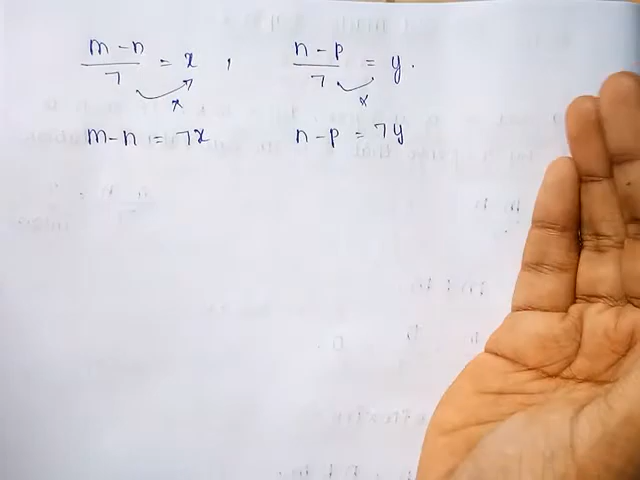 m - n / 7 = x , n - p / 7 = y .
x x
m - n = 7x n - p = 7y